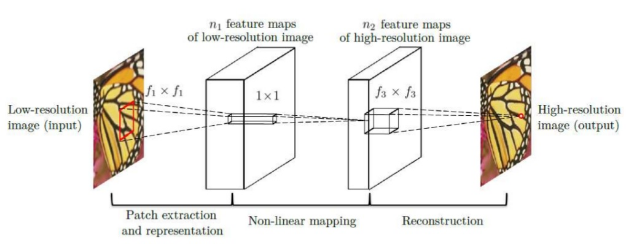 n₁ feature maps
of low-resolution image
n₂ feature maps
of high-resolution image
f₁ × f₁
1×1
f₃ × f₃
Low-resolution
image (input)
High-resolution
image (output)
Patch extraction
and representation
Non-linear mapping
Reconstruction